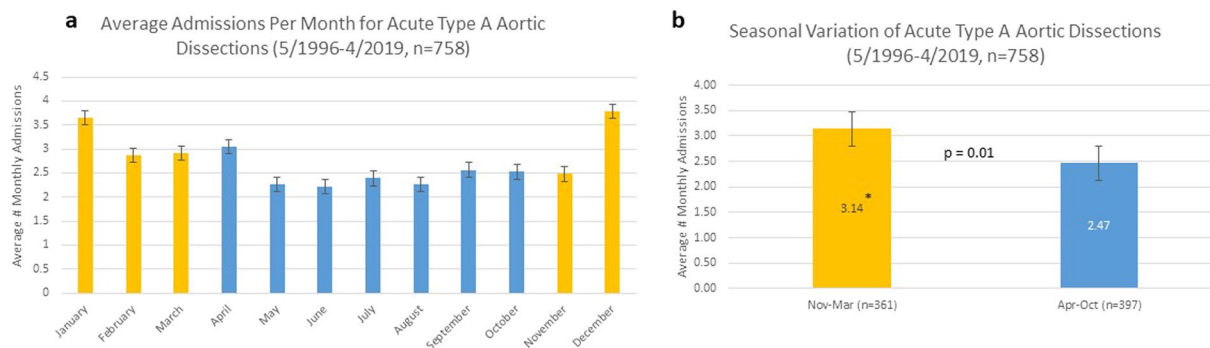 a
Average Admissions Per Month for Acute Type A Aortic
Dissections (5/1996-4/2019, n=758)
Average # Monthly Admissions
4.5
4
3.5
3
2.5
2
1.5
1
0.5
0
January
February
March
April
May
June
July
August
September
October
November
December
b
Seasonal Variation of Acute Type A Aortic Dissections
(5/1996-4/2019, n=758)
Average # Monthly Admissions
4.00
3.50
3.00
2.50
2.00
1.50
1.00
0.50
0.00
p = 0.01
3.14 *
2.47
Nov-Mar (n=361)
Apr-Oct (n=397)